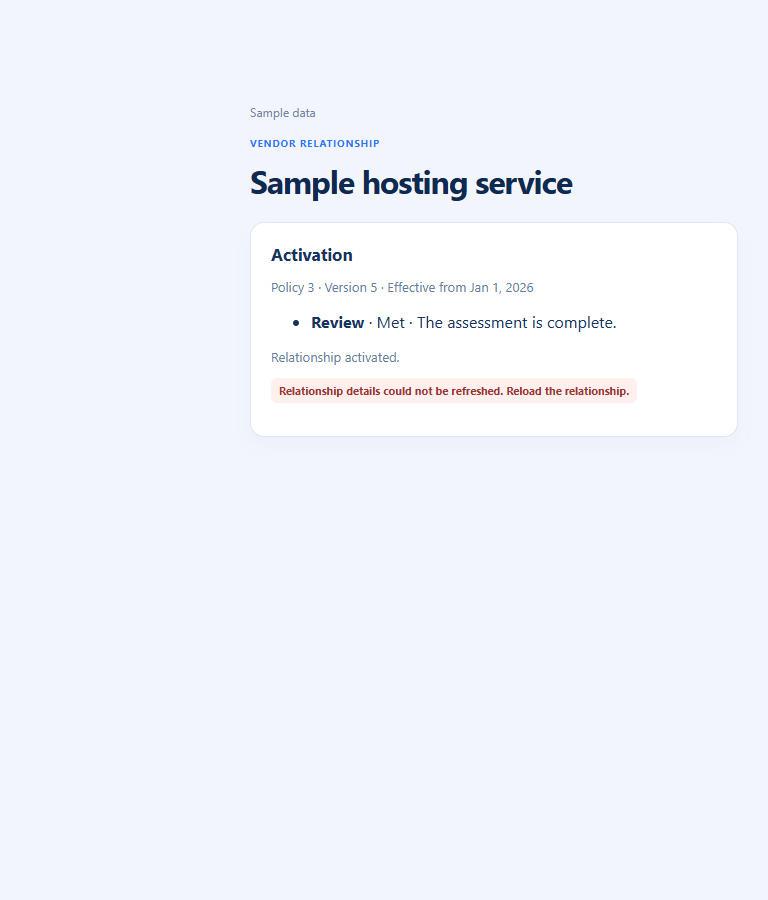 Sample data
VENDOR RELATIONSHIP
Sample hosting service
Activation
Policy 3 · Version 5 · Effective from Jan 1, 2026
• Review · Met · The assessment is complete.
Relationship activated.
Relationship details could not be refreshed. Reload the relationship.